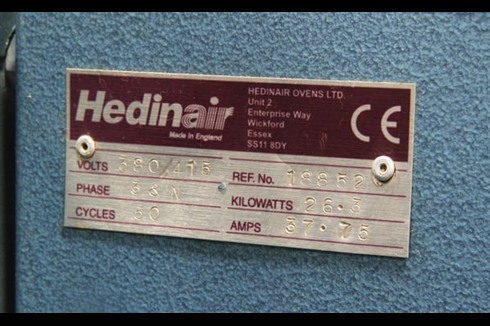 Hedinair
Made in England
HEDINAIR OVENS LTD.
Unit 2
Enterprise Way
Wickford
Essex
SS11 8DY
CE
VOLTS 380/415
PHASE 3 & N
CYCLES 50
REF. No. 18852
KILOWATTS 26.3
AMPS 37.75